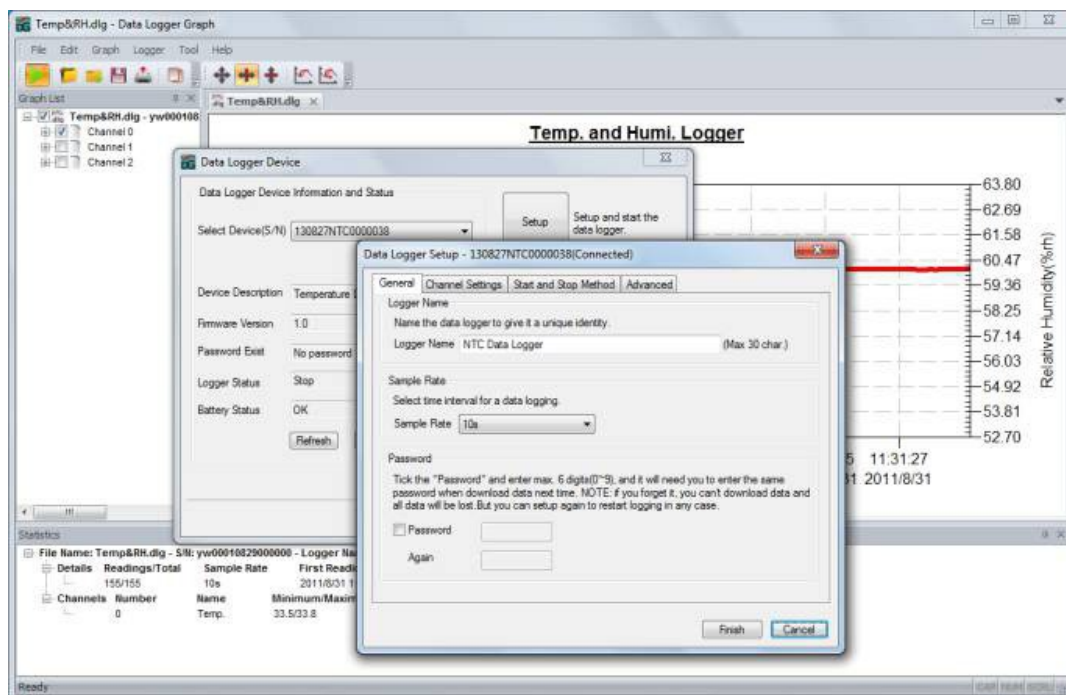 Temp&RH.dlg - Data Logger Graph
File Edit Graph Logger Tool Help
Graph List
Temp&RH.dlg
Temp&RH.dlg - yw000108
Channel 0
Channel 1
Channel 2
Temp. and Humi. Logger
63.80
62.69
61.58
60.47
59.36
58.25
57.14
56.03
54.92
53.81
52.70
Relative Humidity(%rh)
5 11:31:27
31 2011/8/31
Data Logger Device
Data Logger Device Information and Status
Select Device(S/N) 130827NTC0000038
Setup
Setup and start the
data logger.
Device Description Temperature
Firmware Version 1.0
Password Exist No password
Logger Status Stop
Battery Status OK
Refresh
Data Logger Setup - 130827NTC0000038(Connected)
General Channel Settings Start and Stop Method Advanced
Logger Name
Name the data logger to give it a unique identity.
Logger Name NTC Data Logger (Max 30 char.)
Sample Rate
Select time interval for a data logging.
Sample Rate 10s
Password
Tick the "Password" and enter max. 6 digits(0~9), and it will need you to enter the same
password when download data next time. NOTE: if you forget it, you can't download data and
all data will be lost.But you can setup again to restart logging in any case.
Password
Again
Finish Cancel
Statistics
File Name: Temp&RH.dlg - S/N: yw00010829000000 - Logger Na
Details Readings/Total Sample Rate First Readi
155/155 10s 2011/8/31 1
Channels Number Name Minimum/Maxim
0 Temp. 33.5/33.8
Ready
CAP NUM SCRL